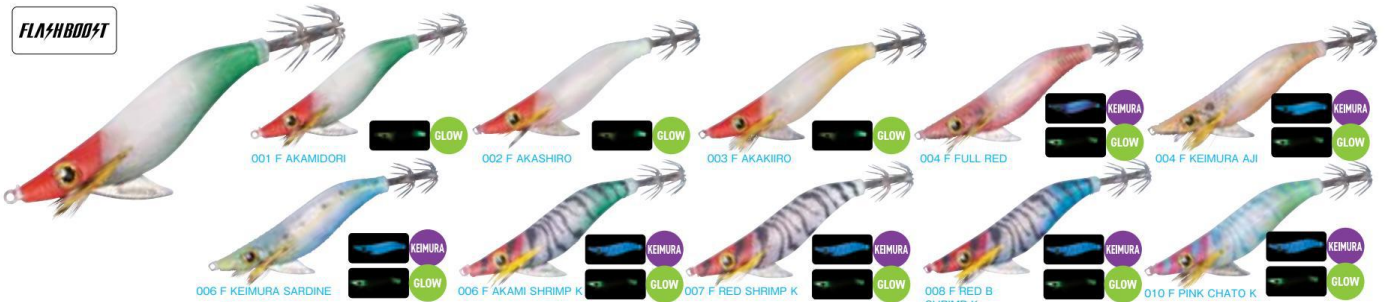 FLASHBOOST
001 F AKAMIDORI
GLOW
002 F AKASHIRO
GLOW
003 F AKAKIIRO
GLOW
004 F FULL RED
KEIMURA
GLOW
004 F KEIMURA AJI
KEIMURA
GLOW
006 F KEIMURA SARDINE
KEIMURA
GLOW
006 F AKAMI SHRIMP K
KEIMURA
GLOW
007 F RED SHRIMP K
KEIMURA
GLOW
008 F RED B
KEIMURA
GLOW
010 F PINK CHATO K
KEIMURA
GLOW